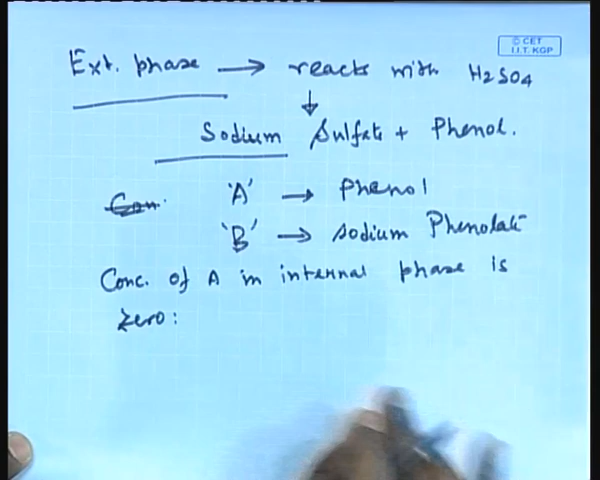 © CET
I.I.T. KGP
Ext. phase → reacts with H2SO4
↓
Sodium Sulfate + Phenol.
'A' → Phenol
'B' → Sodium Phenolate
Conc. of A in internal phase is
zero: